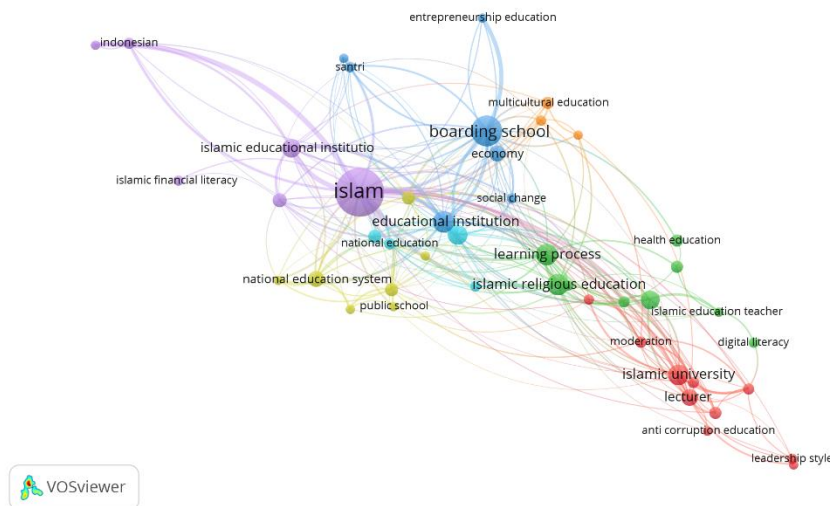 entrepreneurship education
indonesian
santri
multicultural education
boarding school
islamic educational institutio
economy
islamic financial literacy
islam
social change
educational institution
national education
health education
learning process
national education system
islamic religious education
public school
islamic education teacher
moderation
digital literacy
islamic university
lecturer
anti corruption education
leadership style
VOSviewer